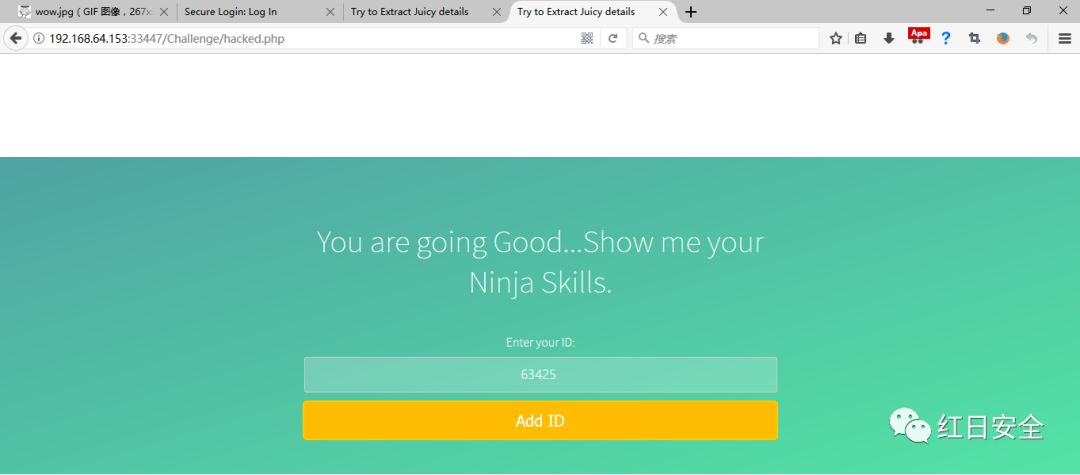 wow.jpg ( GIF 图像，267x
Secure Login: Log In
Try to Extract Juicy details
Try to Extract Juicy details
192.168.64.153:33447/Challenge/hacked.php
搜索
Apa
You are going Good...Show me your
Ninja Skills.
Enter your ID:
63425
Add ID
红日安全